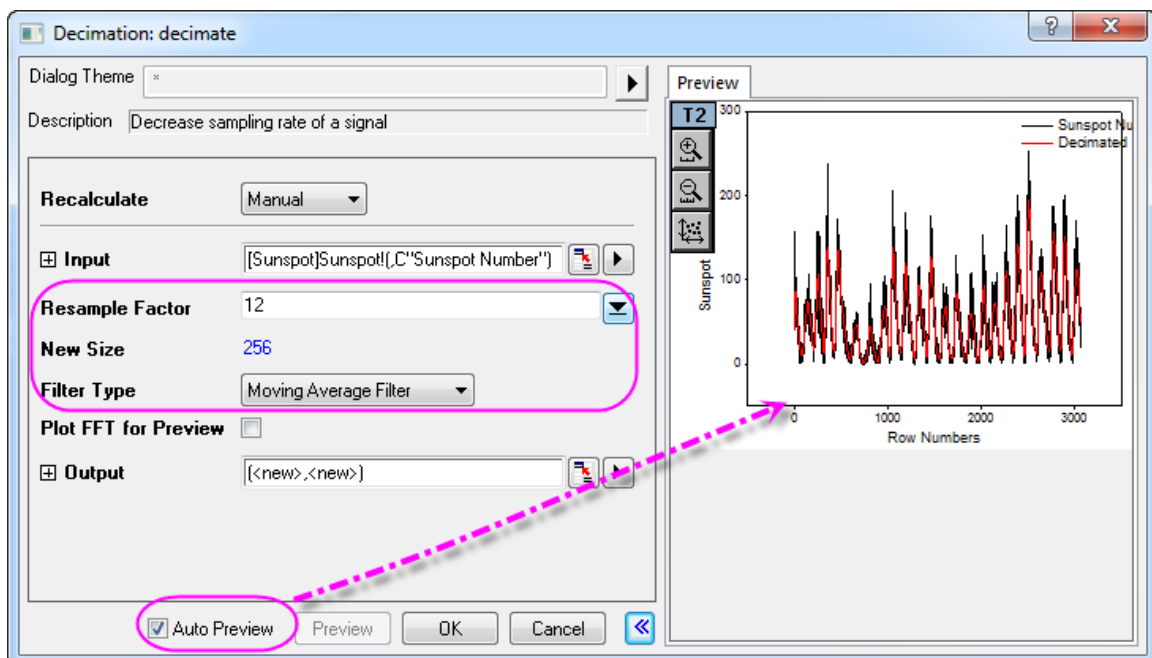 Decimation: decimate
Dialog Theme *
Description Decrease sampling rate of a signal
Recalculate Manual
Input [Sunspot]Sunspot!(,C"Sunspot Number")
Resample Factor 12
New Size 256
Filter Type Moving Average Filter
Plot FFT for Preview
Output (<new>,<new>)
Auto Preview Preview OK Cancel
Preview
T2
300
200
100
0
Sunspot
Sunspot Nu
Decimated
0 1000 2000 3000
Row Numbers